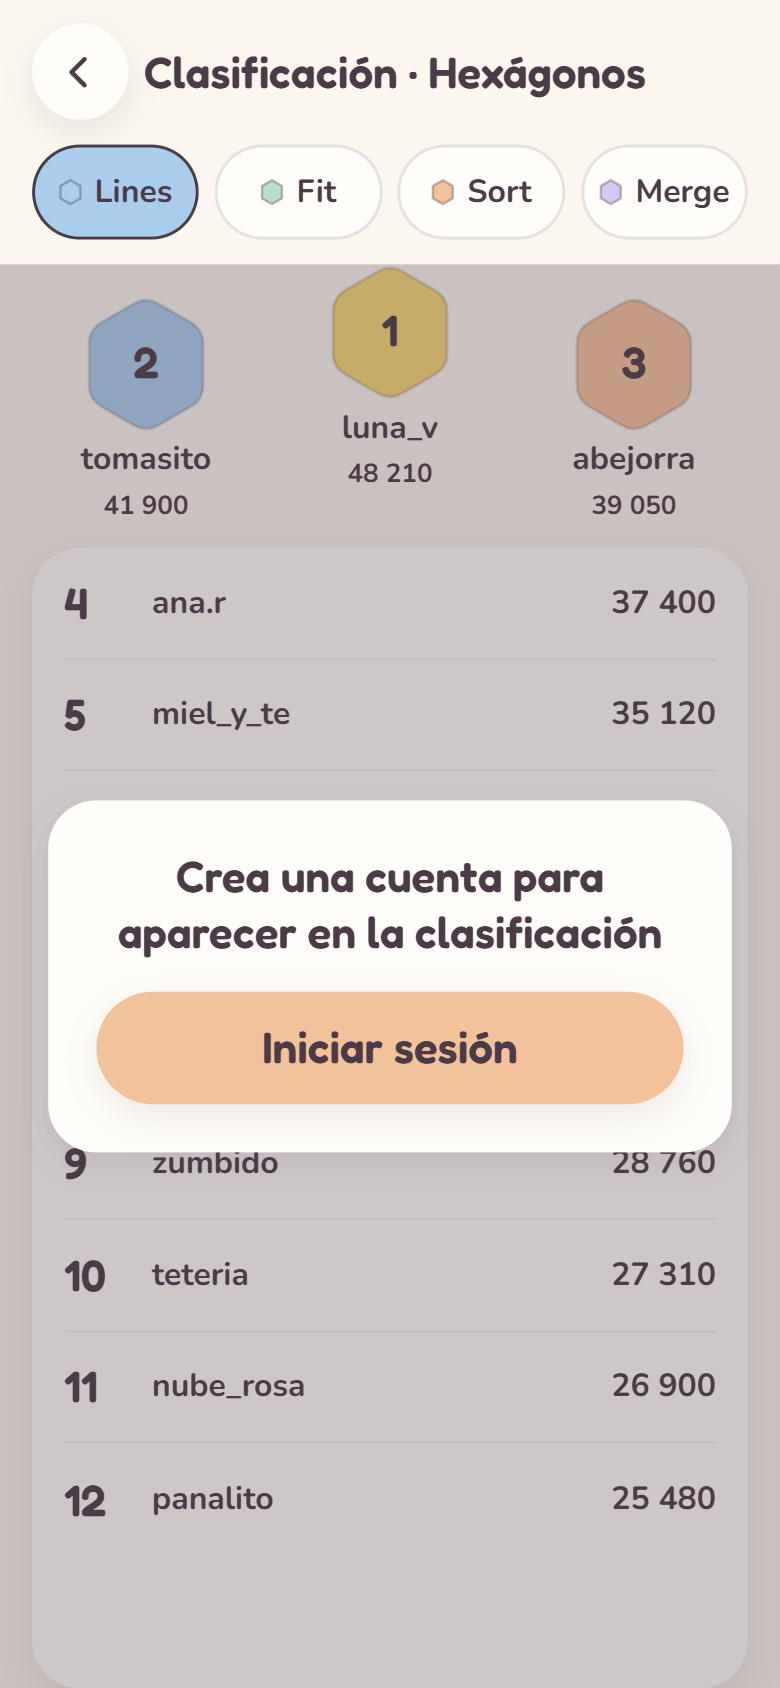 Clasificación · Hexágonos
Lines
Fit
Sort
Merge
2
1
3
tomasito
luna_v
abejorra
41 900
48 210
39 050
4 ana.r 37 400
5 miel_y_te 35 120
Crea una cuenta para
aparecer en la clasificación
Iniciar sesión
9 zumbido 28 760
10 teteria 27 310
11 nube_rosa 26 900
12 panalito 25 480